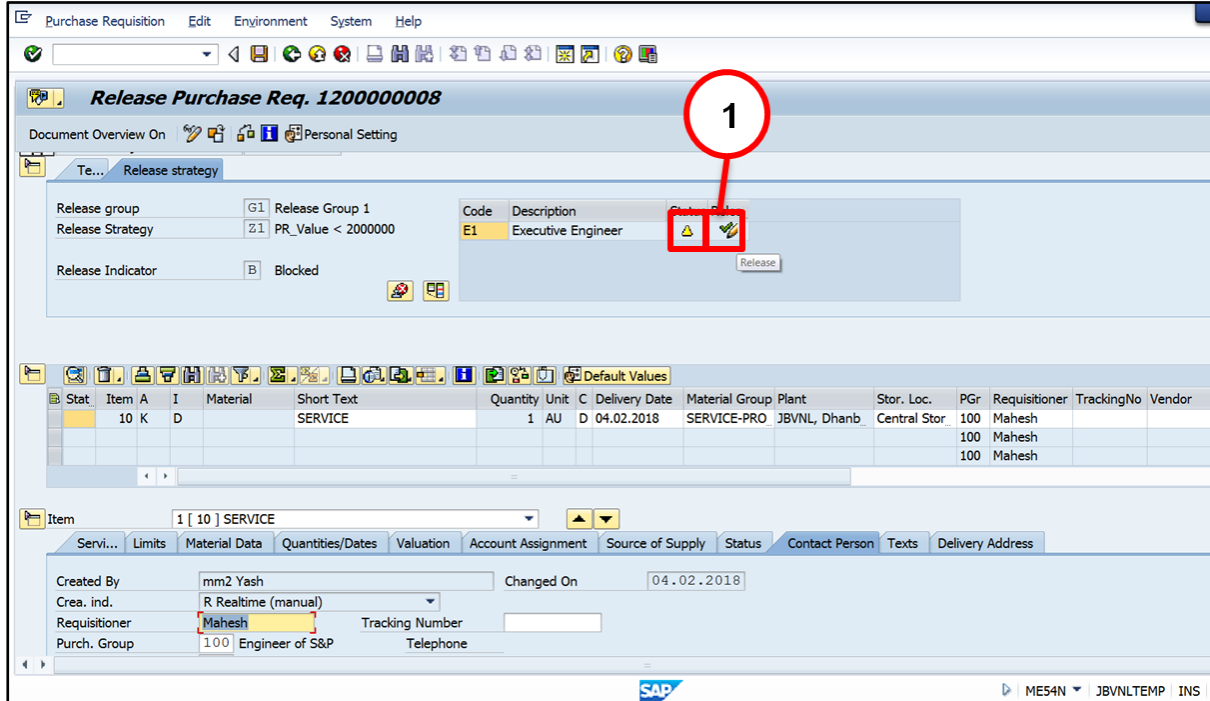 Purchase Requisition Edit Environment System Help
Release Purchase Req. 1200000008
1
Document Overview On Personal Setting
Te... Release strategy
Release group G1 Release Group 1
Release Strategy Z1 PR_Value < 2000000
Release Indicator B Blocked
Code Description
E1 Executive Engineer
Release
Default Values
Stat Item A I Material Short Text Quantity Unit C Delivery Date Material Group Plant Stor. Loc. PGr Requisitioner TrackingNo Vendor
10 K D SERVICE 1 AU D 04.02.2018 SERVICE-PRO JBVNL, Dhanb Central Stor 100 Mahesh
100 Mahesh
100 Mahesh
Item 1 [ 10 ] SERVICE
Servi... Limits Material Data Quantities/Dates Valuation Account Assignment Source of Supply Status Contact Person Texts Delivery Address
Created By mm2 Yash Changed On 04.02.2018
Crea. ind. R Realtime (manual)
Requisitioner Mahesh Tracking Number
Purch. Group 100 Engineer of S&P Telephone
SAP ME54N JBVNLTEMP INS